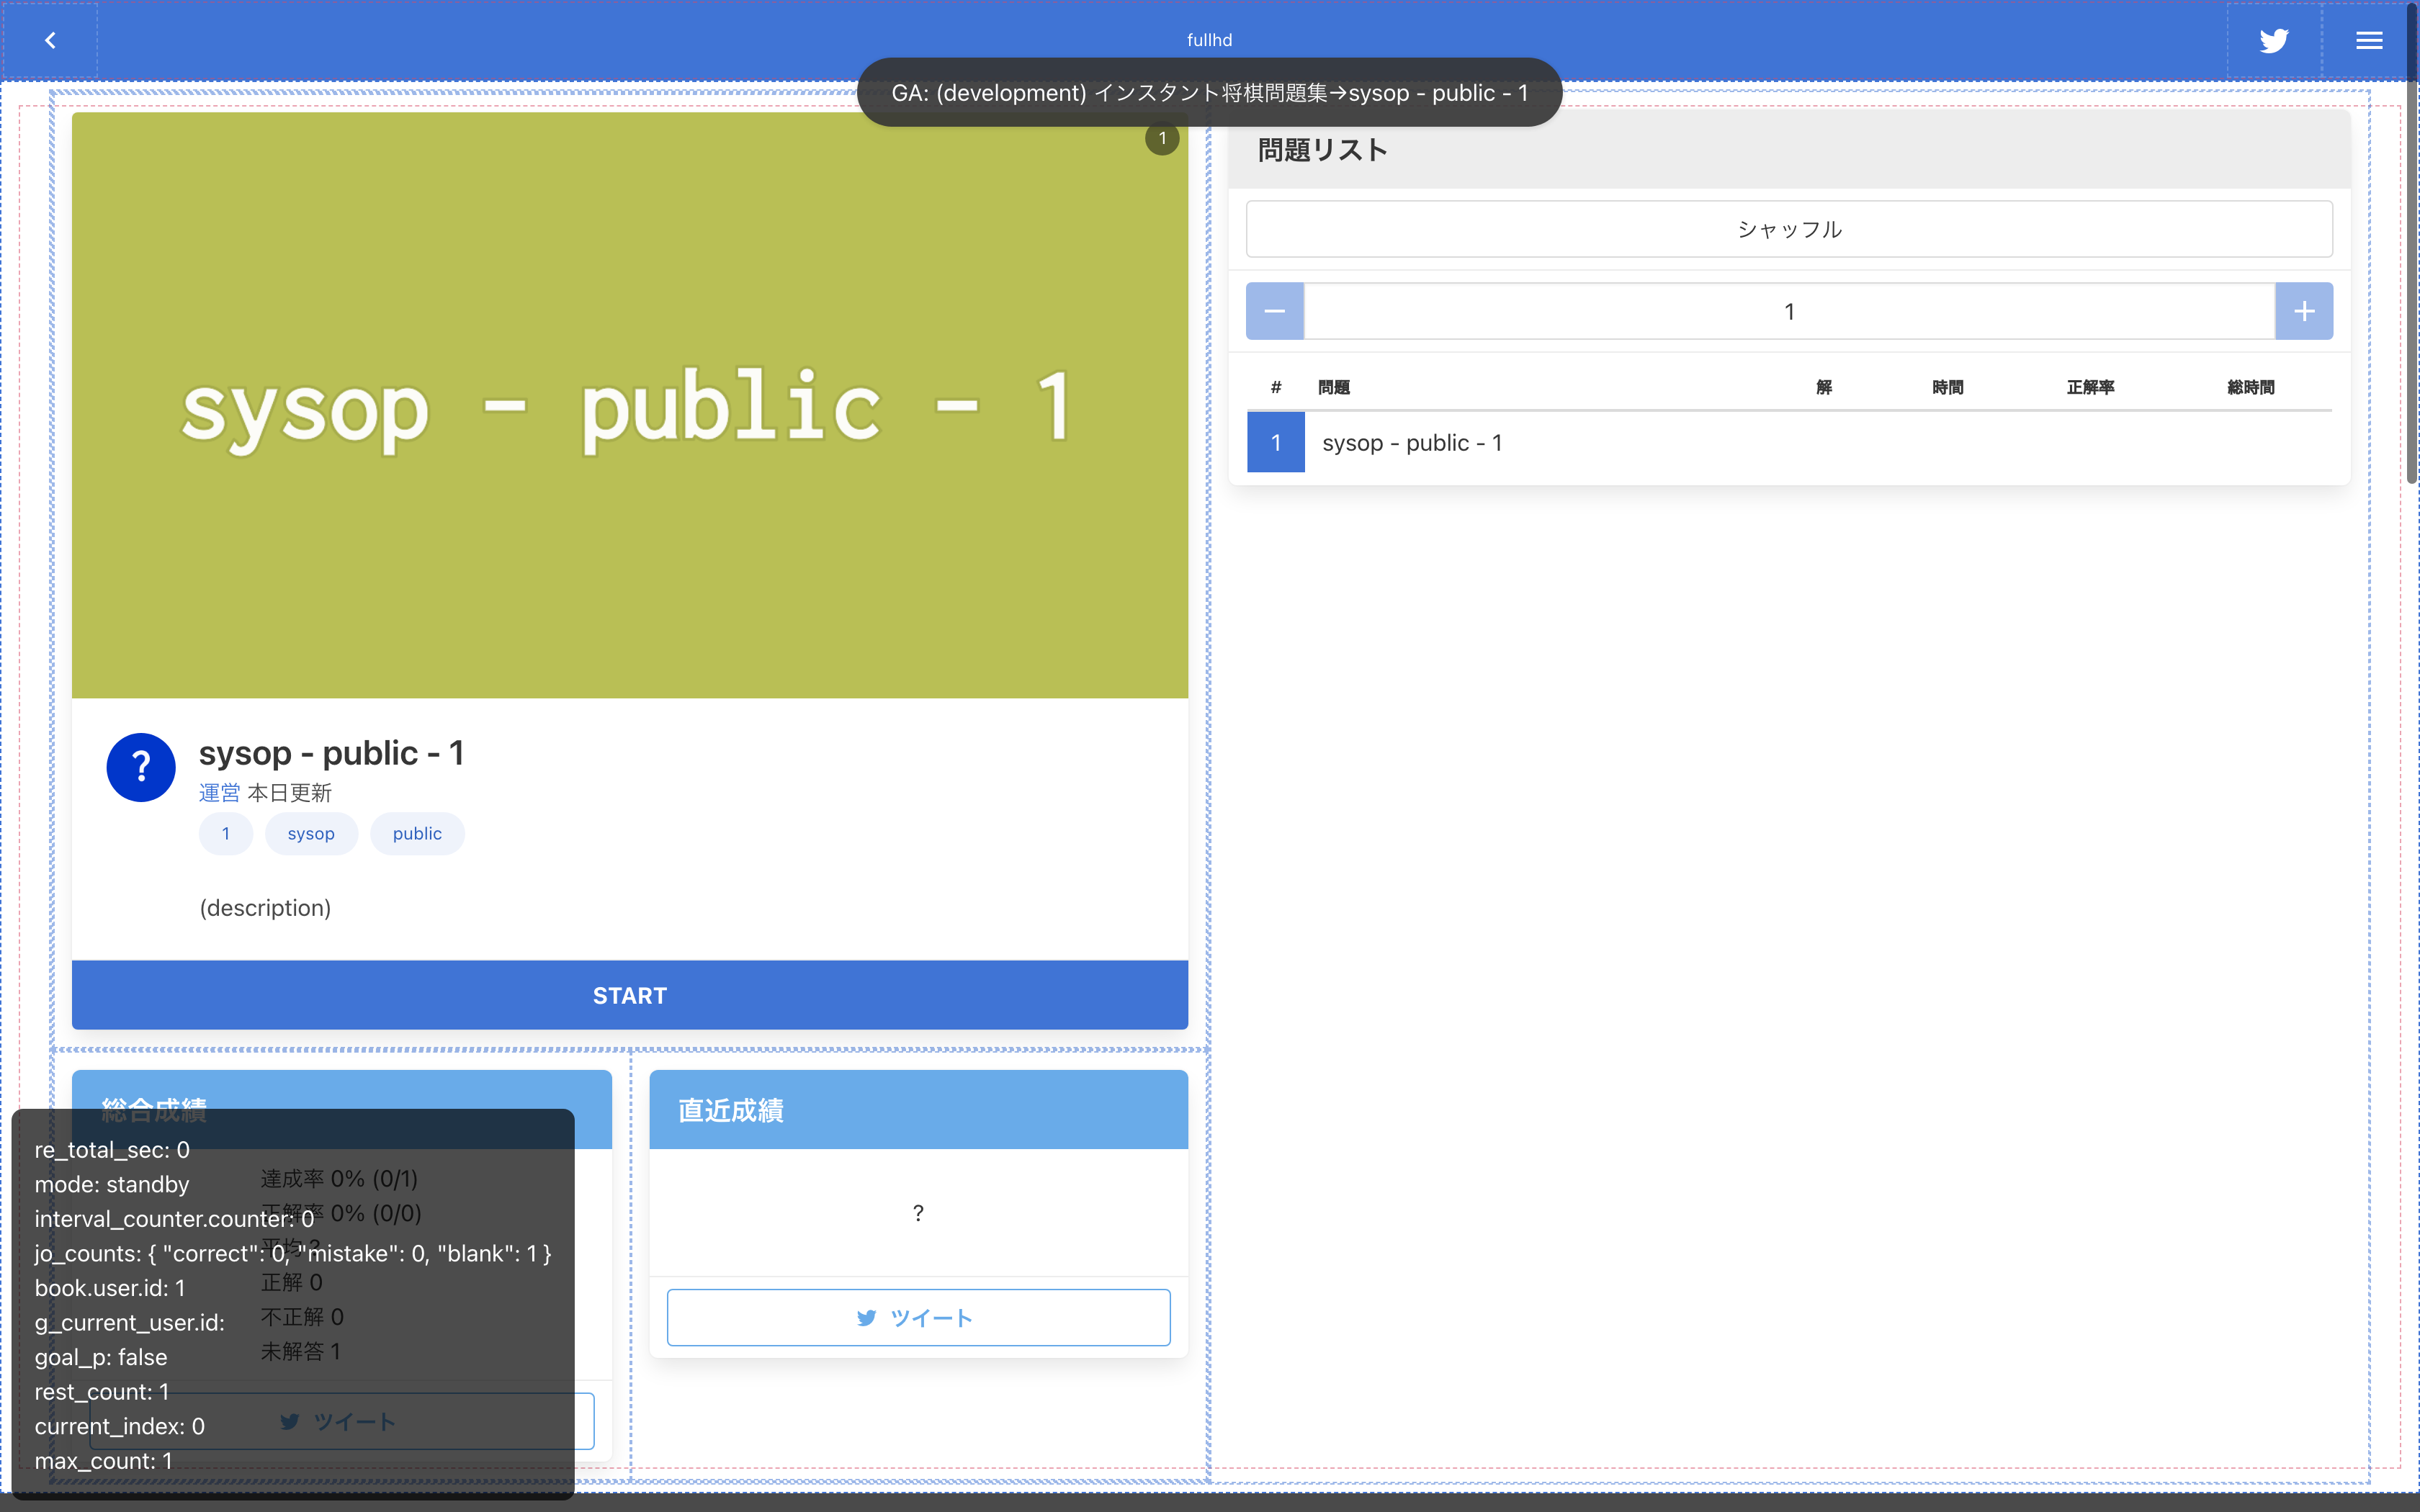 fullhd
GA: (development) インスタント将棋問題集→sysop - public - 1
1
sysop - public - 1
?
sysop - public - 1
運営 本日更新
1 sysop public
(description)
START
問題リスト
シャッフル
1
# 問題 解 時間 正解率 総時間
1 sysop - public - 1
総合成績
達成率 0% (0/1)
正解率 0% (0/0)
平均 ?
正解 0
不正解 0
未解答 1
ツイート
直近成績
?
ツイート
re_total_sec: 0
mode: standby
interval_counter.counter: 0
jo_counts: { "correct": 0, "mistake": 0, "blank": 1 }
book.user.id: 1
g_current_user.id:
goal_p: false
rest_count: 1
current_index: 0
max_count: 1